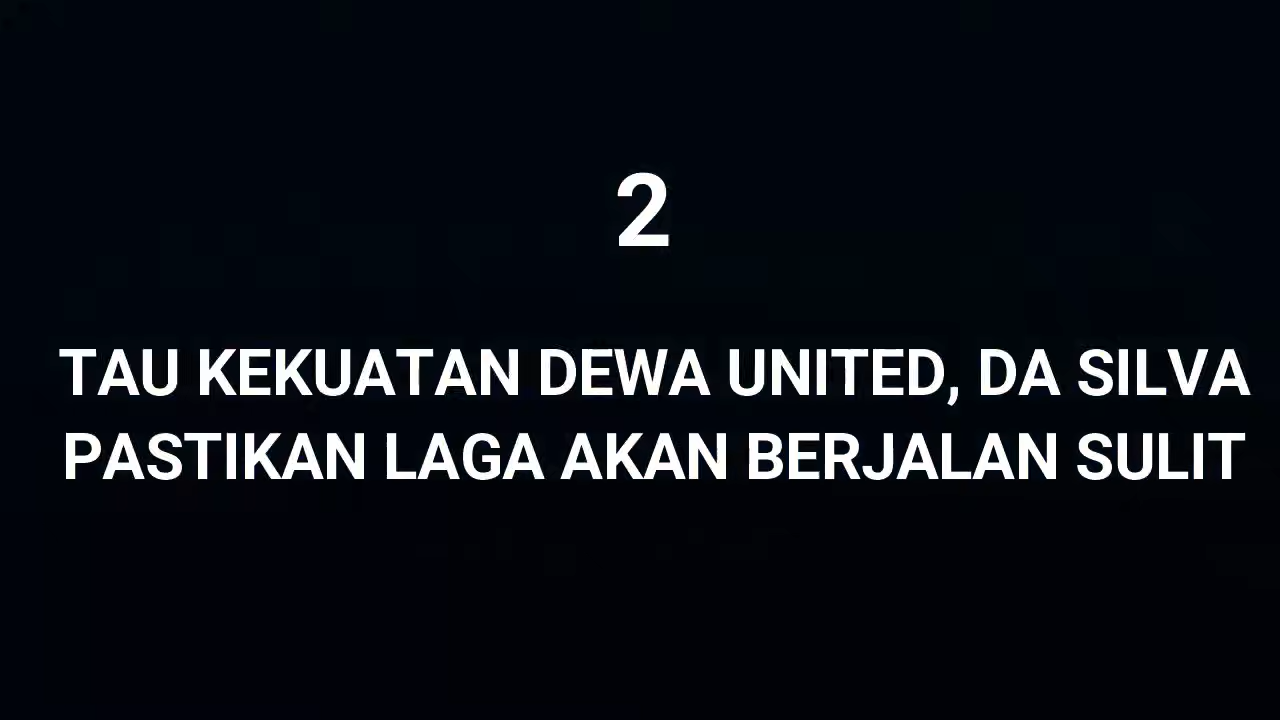 2
TAU KEKUATAN DEWA UNITED, DA SILVA
PASTIKAN LAGA AKAN BERJALAN SULIT